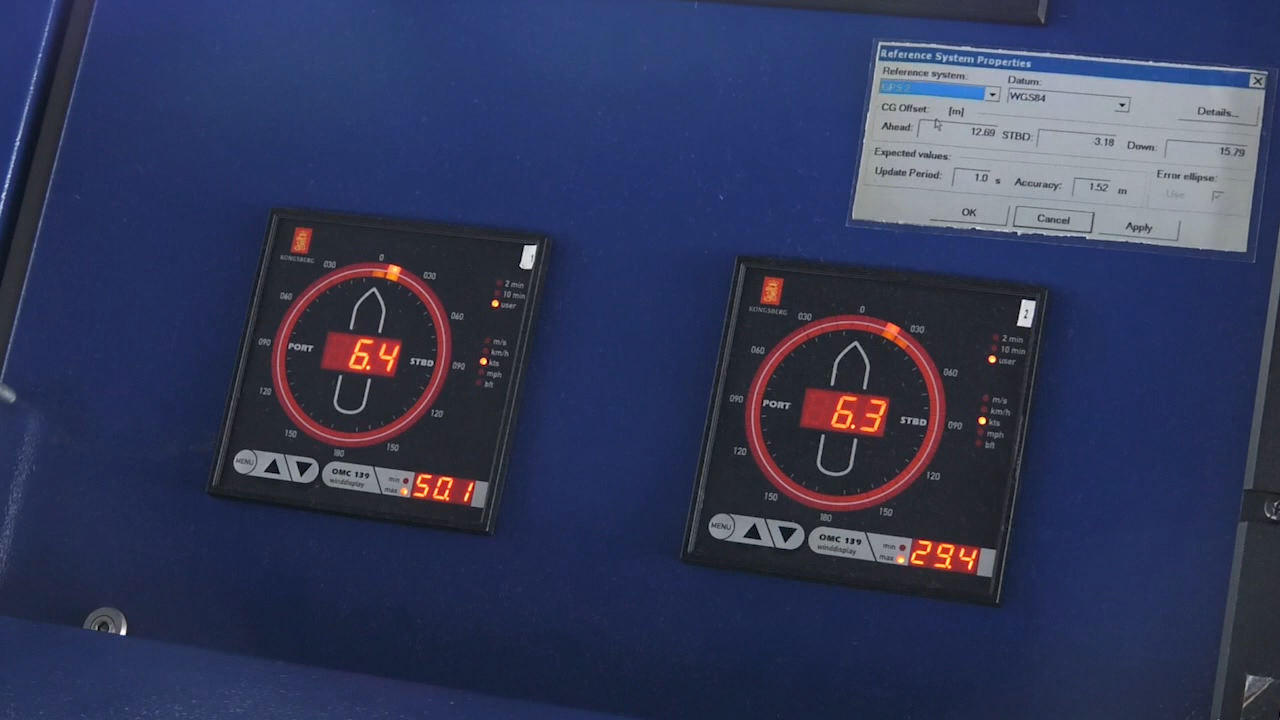 Reference System Properties
Reference system:
Datum:
GPS 2
WGS84
Details...
CG Offset: [m]
Ahead: 12.69 STBD: -3.18 Down: 15.79
Expected values:
Update Period: 1.0 s Accuracy: 1.52 m
Error ellipse:
Use
OK Cancel Apply
KONGSBERG
1
0
030 030
060 060
090 090
120 120
150 150
180
PORT 6.4 STBD
2 min
10 min
user
m/s
km/h
kts
mph
bft
MENU
OMC 139
winddisplay
min
max
50.1
KONGSBERG
2
0
030 030
060 060
090 090
120 120
150 150
180
PORT 6.3 STBD
2 min
10 min
user
m/s
km/h
kts
mph
bft
MENU
OMC 139
winddisplay
min
max
29.4